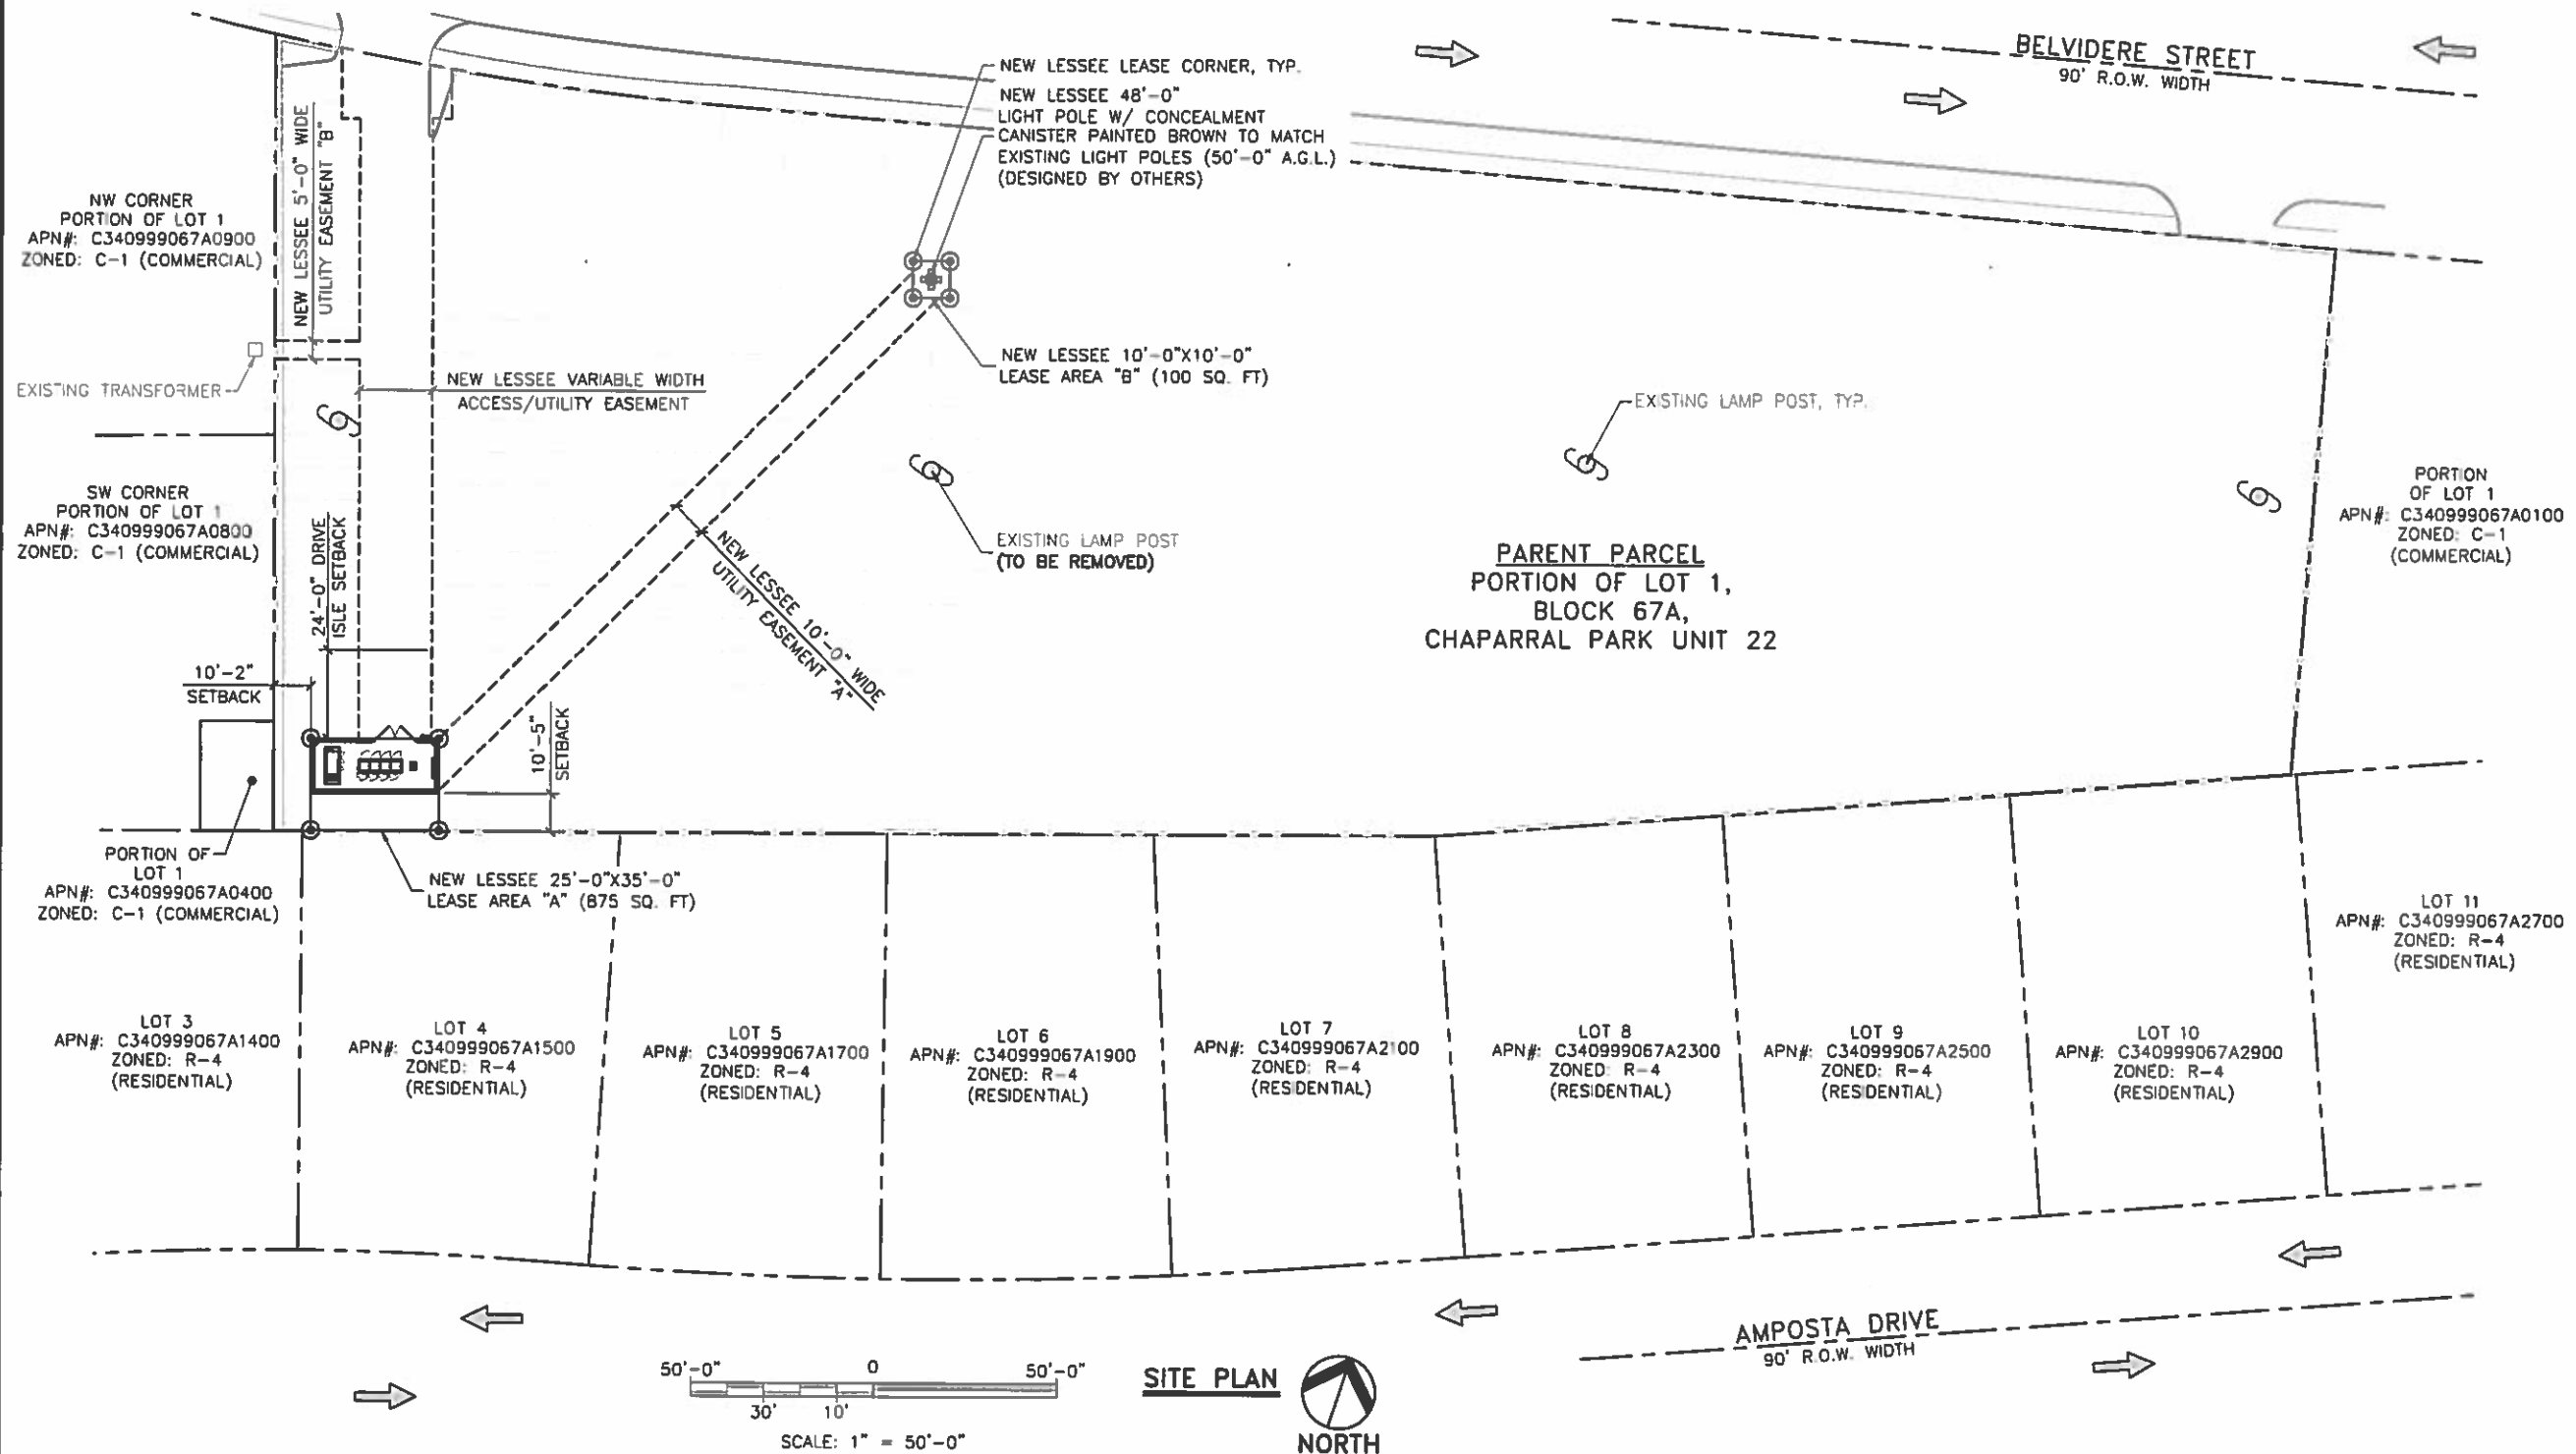 BELVIDERE STREET
90' R.O.W. WIDTH
NEW LESSEE LEASE CORNER, TYP.
NEW LESSEE 48'-0"
LIGHT POLE W/ CONCEALMENT
CANISTER PAINTED BROWN TO MATCH
EXISTING LIGHT POLES (50'-0" A.G.L.)
(DESIGNED BY OTHERS)
NEW LESSEE 5'-0" WIDE
UTILITY EASEMENT "B"
NW CORNER
PORTION OF LOT 1
APN#: C340999067A0900
ZONED: C-1 (COMMERCIAL)
EXISTING TRANSFORMER
NEW LESSEE VARIABLE WIDTH
ACCESS/UTILITY EASEMENT
NEW LESSEE 10'-0"X10'-0"
LEASE AREA "B" (100 SQ. FT)
EXISTING LAMP POST, TYP.
SW CORNER
PORTION OF LOT 1
APN#: C340999067A0800
ZONED: C-1 (COMMERCIAL)
24'-0" DRIVE
ISLE SETBACK
EXISTING LAMP POST
(TO BE REMOVED)
PORTION
OF LOT 1
APN#: C340999067A0100
ZONED: C-1
(COMMERCIAL)
PARENT PARCEL
PORTION OF LOT 1,
BLOCK 67A,
CHAPARRAL PARK UNIT 22
NEW LESSEE 10'-0" WIDE
UTILITY EASEMENT "A"
10'-2"
SETBACK
10'-5"
SETBACK
PORTION OF
LOT 1
APN#: C340999067A0400
ZONED: C-1 (COMMERCIAL)
NEW LESSEE 25'-0"X35'-0"
LEASE AREA "A" (875 SQ. FT)
LOT 11
APN#: C340999067A2700
ZONED: R-4
(RESIDENTIAL)
LOT 3
APN#: C340999067A1400
ZONED: R-4
(RESIDENTIAL)
LOT 4
APN#: C340999067A1500
ZONED: R-4
(RESIDENTIAL)
LOT 5
APN#: C340999067A1700
ZONED: R-4
(RESIDENTIAL)
LOT 6
APN#: C340999067A1900
ZONED: R-4
(RESIDENTIAL)
LOT 7
APN#: C340999067A2100
ZONED: R-4
(RESIDENTIAL)
LOT 8
APN#: C340999067A2300
ZONED: R-4
(RESIDENTIAL)
LOT 9
APN#: C340999067A2500
ZONED: R-4
(RESIDENTIAL)
LOT 10
APN#: C340999067A2900
ZONED: R-4
(RESIDENTIAL)
AMPOSTA DRIVE
90' R.O.W. WIDTH
50'-0" 0 50'-0"
30' 10'
SCALE: 1" = 50'-0"
SITE PLAN
NORTH